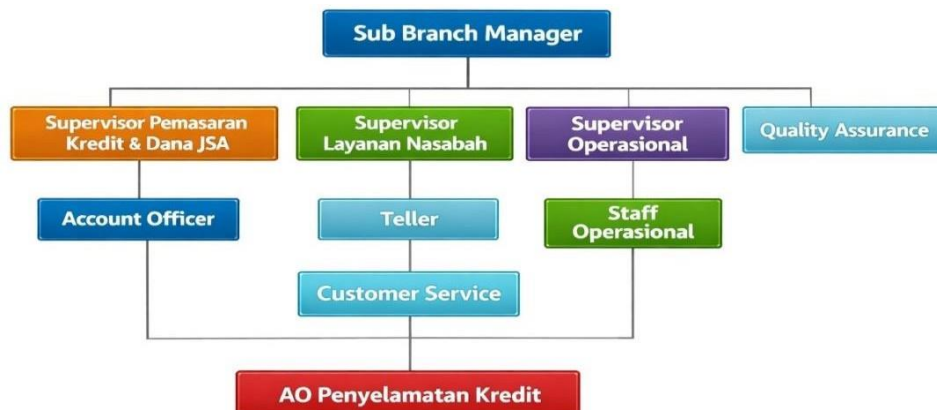 Sub Branch Manager
Supervisor Pemasaran
Kredit & Dana JSA
Supervisor
Layanan Nasabah
Supervisor
Operasional
Quality Assurance
Account Officer
Teller
Staff
Operasional
Customer Service
AO Penyelamatan Kredit